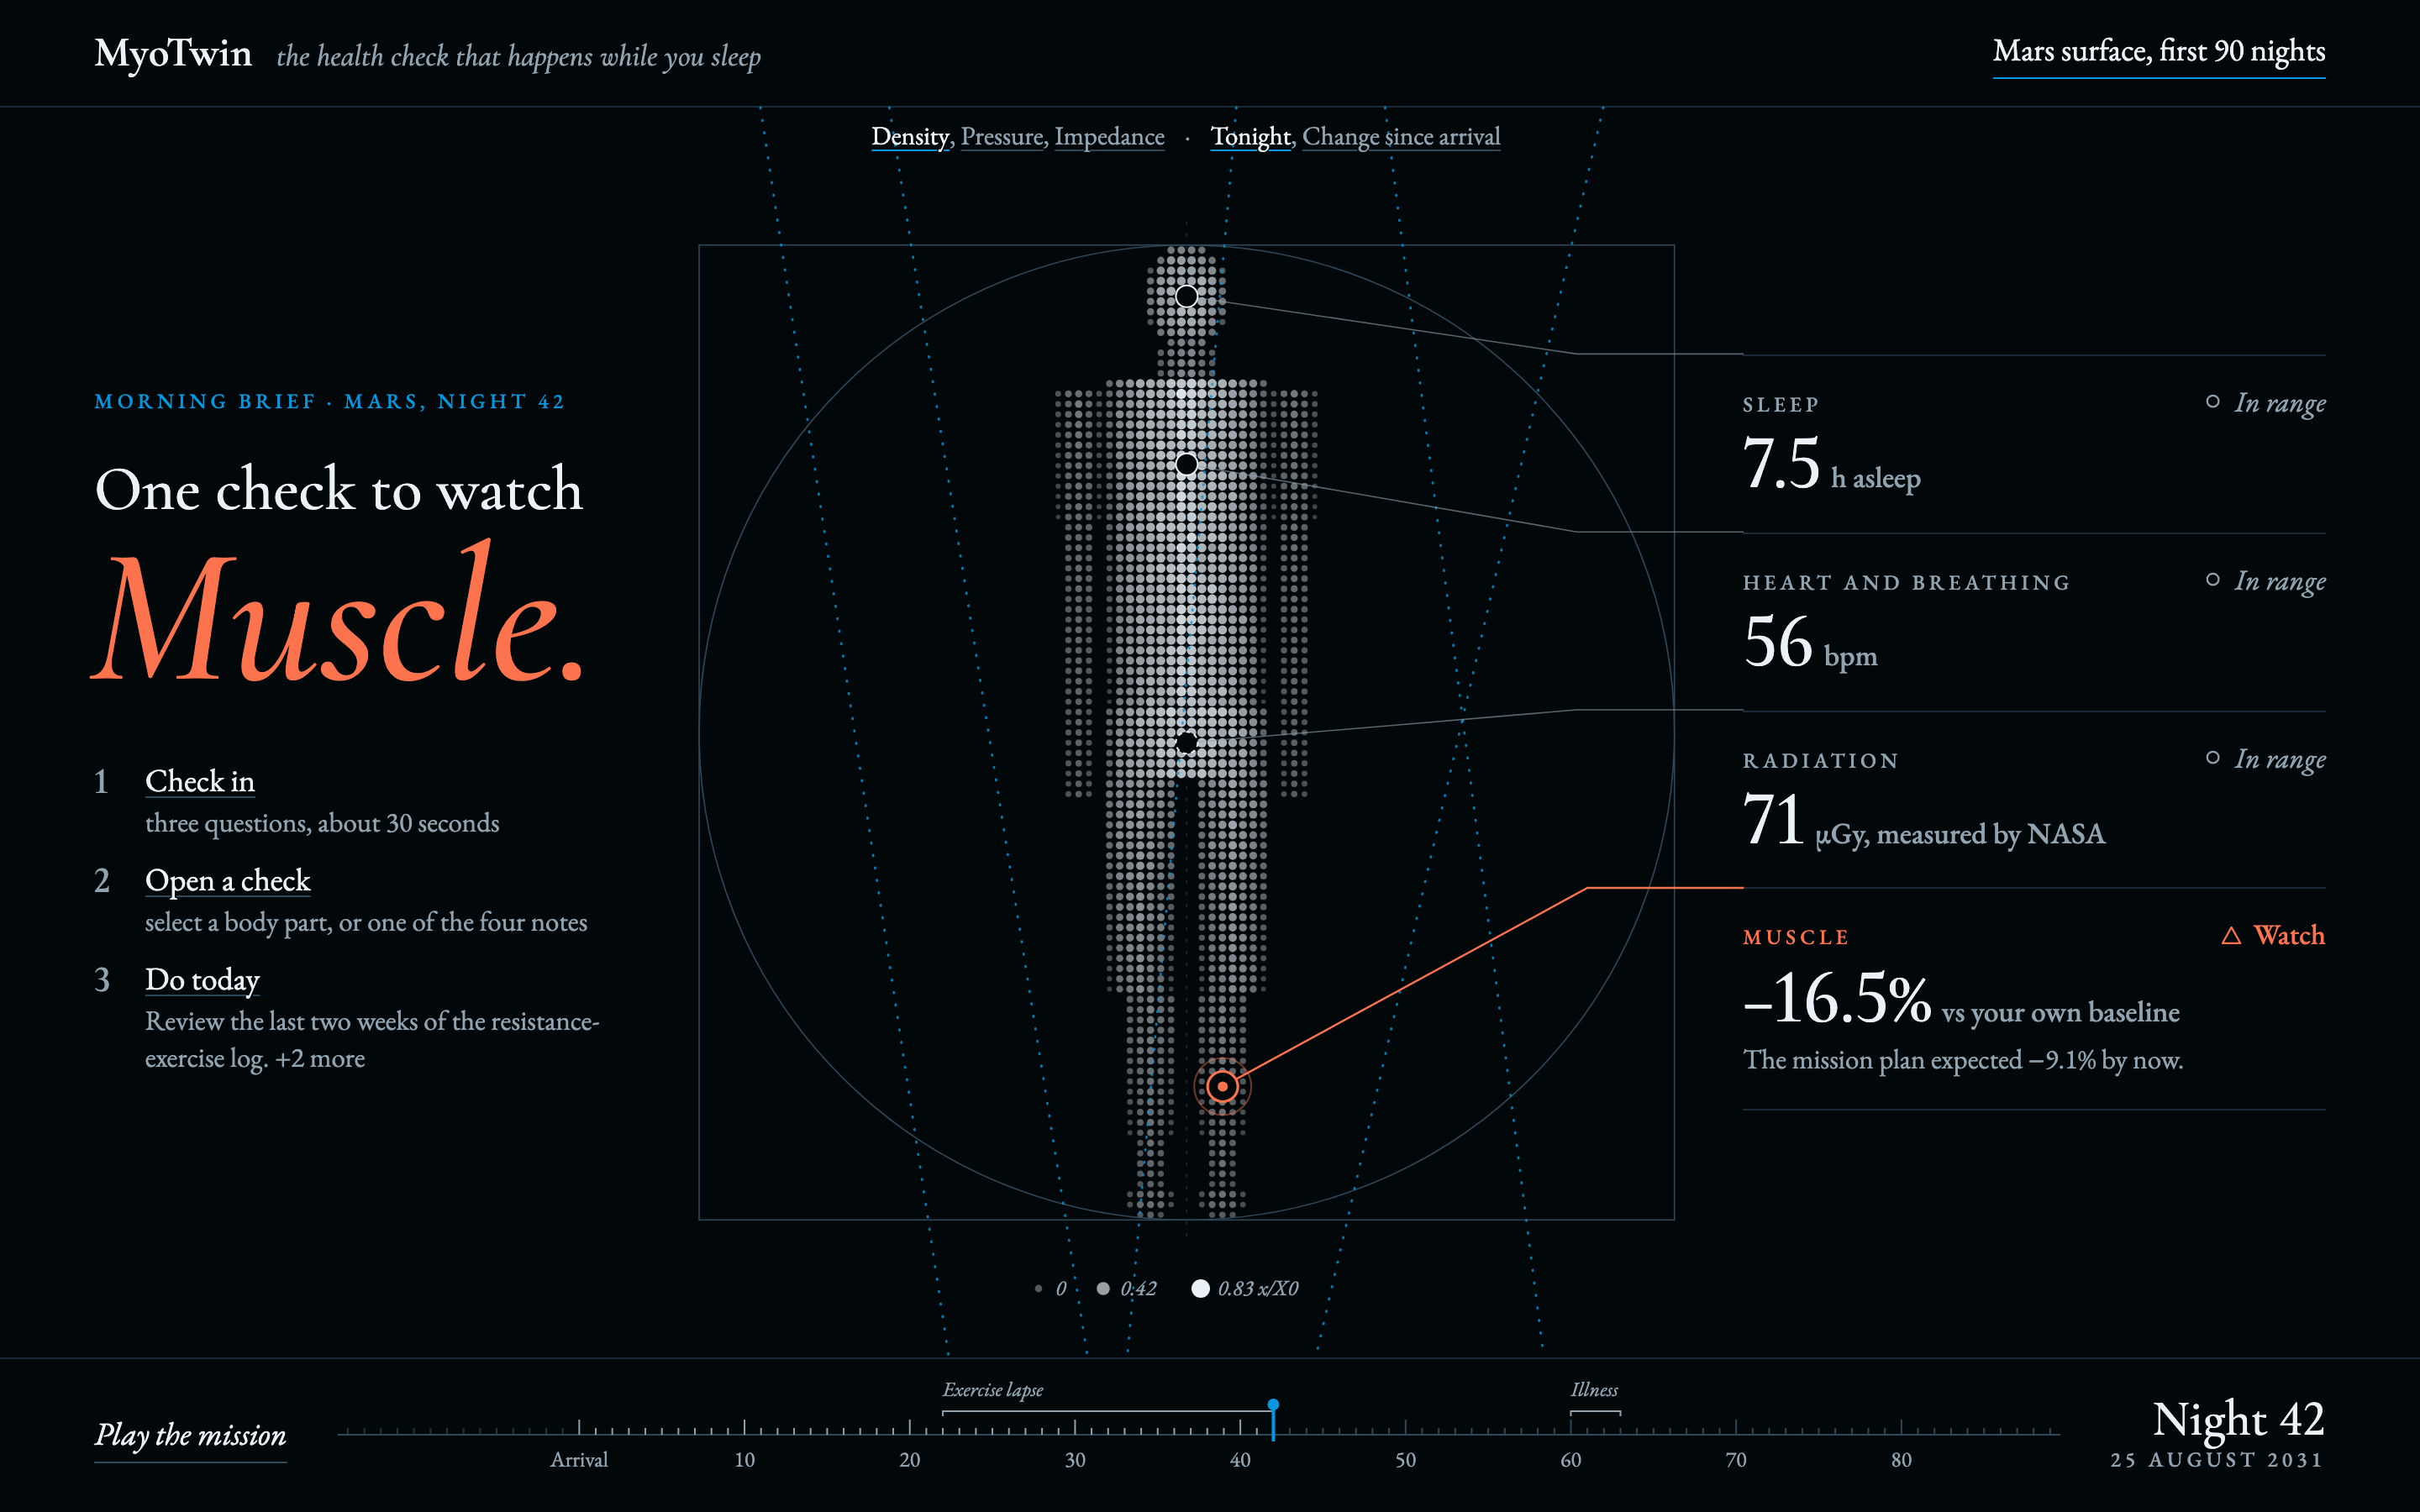 MyoTwin the health check that happens while you sleep
Mars surface, first 90 nights
Density, Pressure, Impedance · Tonight, Change since arrival
MORNING BRIEF · MARS, NIGHT 42
One check to watch
Muscle.
1 Check in
three questions, about 30 seconds
2 Open a check
select a body part, or one of the four notes
3 Do today
Review the last two weeks of the resistance-
exercise log. +2 more
SLEEP In range
7.5 h asleep
HEART AND BREATHING In range
56 bpm
RADIATION In range
71 µGy, measured by NASA
MUSCLE Watch
−16.5% vs your own baseline
The mission plan expected −9.1% by now.
0 0.42 0.83 x/X0
Exercise lapse Illness
Play the mission
Arrival 10 20 30 40 50 60 70 80
Night 42
25 AUGUST 2031